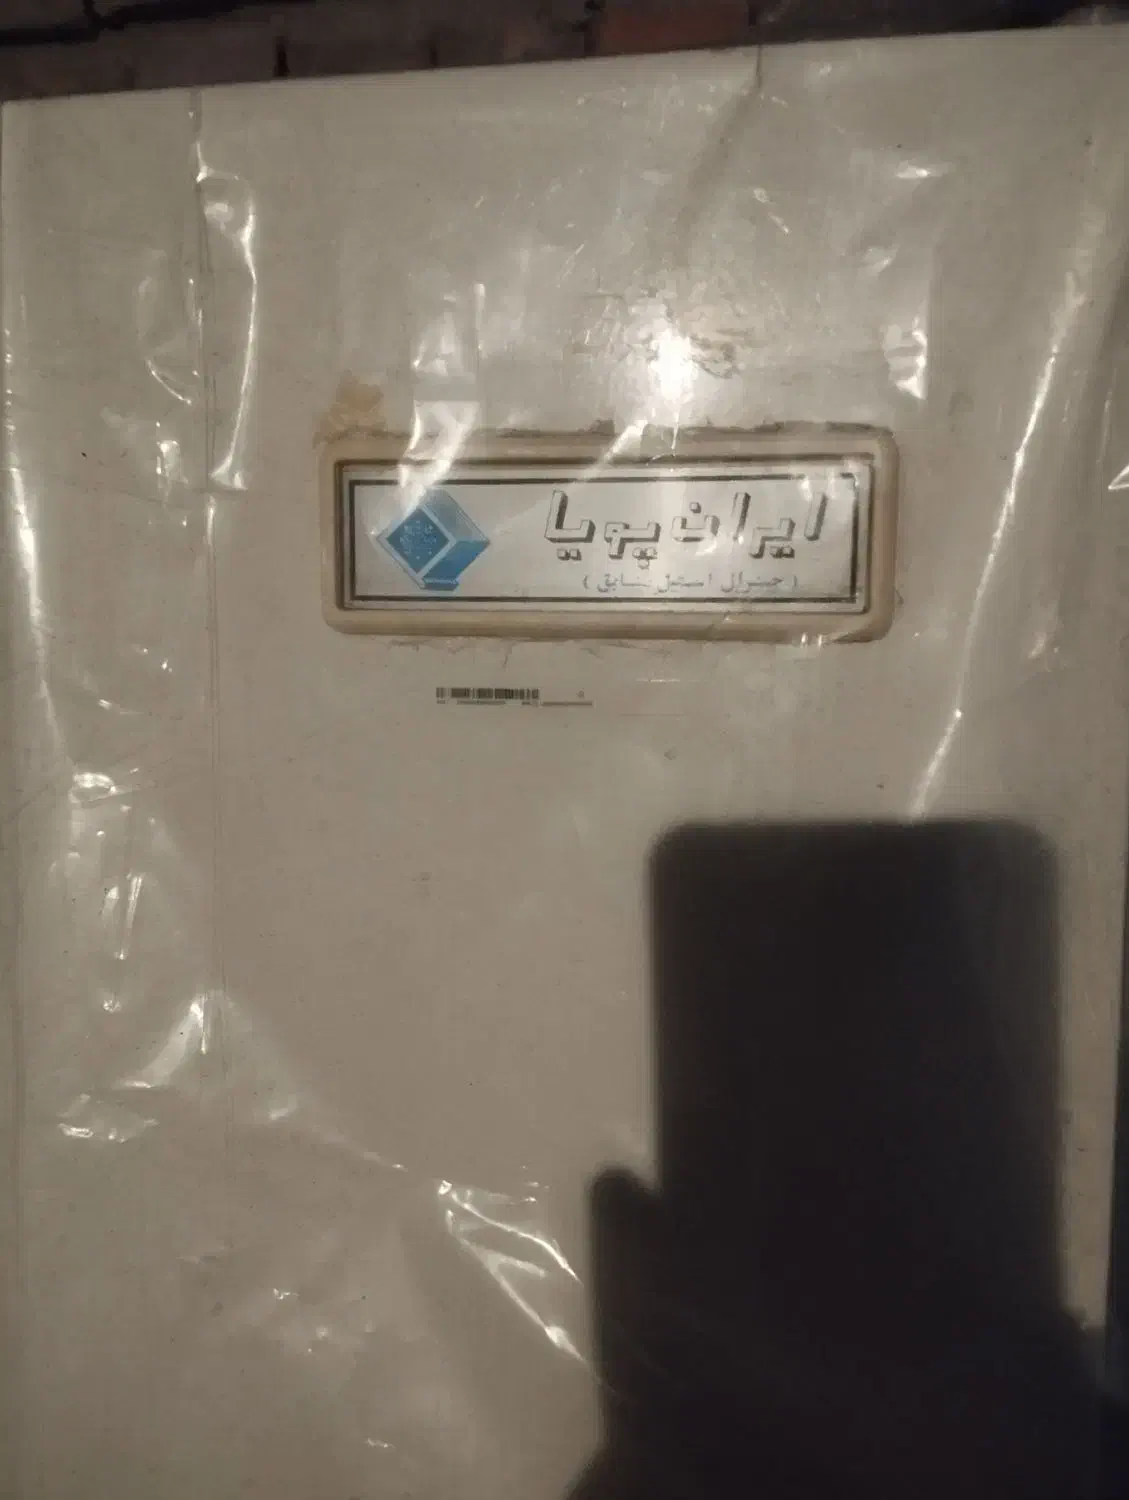 ایران پویا
( جنرال استیل سابق )